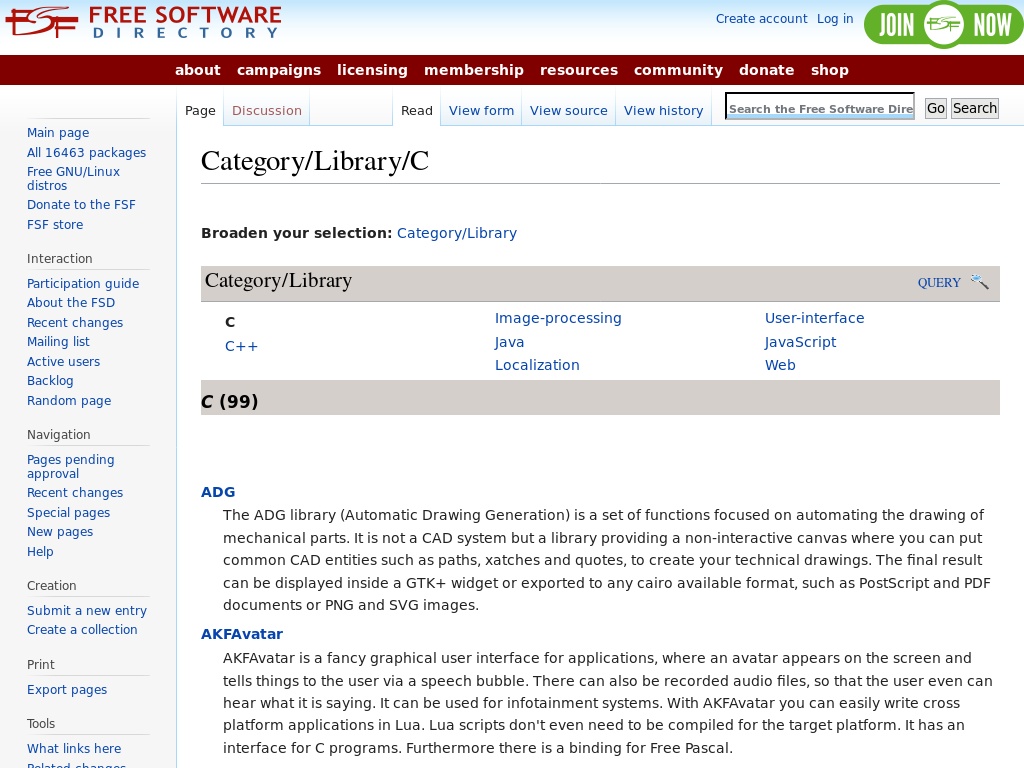 FREE SOFTWARE
DIRECTORY
Create account Log in
JOIN NOW
about campaigns licensing membership resources community donate shop
Page Discussion Read View form View source View history
Search the Free Software Dire Go Search
Main page
All 16463 packages
Free GNU/Linux
distros
Donate to the FSF
FSF store
Interaction
Participation guide
About the FSD
Recent changes
Mailing list
Active users
Backlog
Random page
Navigation
Pages pending
approval
Recent changes
Special pages
New pages
Help
Creation
Submit a new entry
Create a collection
Print
Export pages
Tools
What links here
Related changes
Category/Library/C
Broaden your selection: Category/Library
Category/Library QUERY
C
C++
Image-processing
Java
Localization
User-interface
JavaScript
Web
C (99)
ADG
The ADG library (Automatic Drawing Generation) is a set of functions focused on automating the drawing of
mechanical parts. It is not a CAD system but a library providing a non-interactive canvas where you can put
common CAD entities such as paths, xatches and quotes, to create your technical drawings. The final result
can be displayed inside a GTK+ widget or exported to any cairo available format, such as PostScript and PDF
documents or PNG and SVG images.
AKFAvatar
AKFAvatar is a fancy graphical user interface for applications, where an avatar appears on the screen and
tells things to the user via a speech bubble. There can also be recorded audio files, so that the user even can
hear what it is saying. It can be used for infotainment systems. With AKFAvatar you can easily write cross
platform applications in Lua. Lua scripts don't even need to be compiled for the target platform. It has an
interface for C programs. Furthermore there is a binding for Free Pascal.